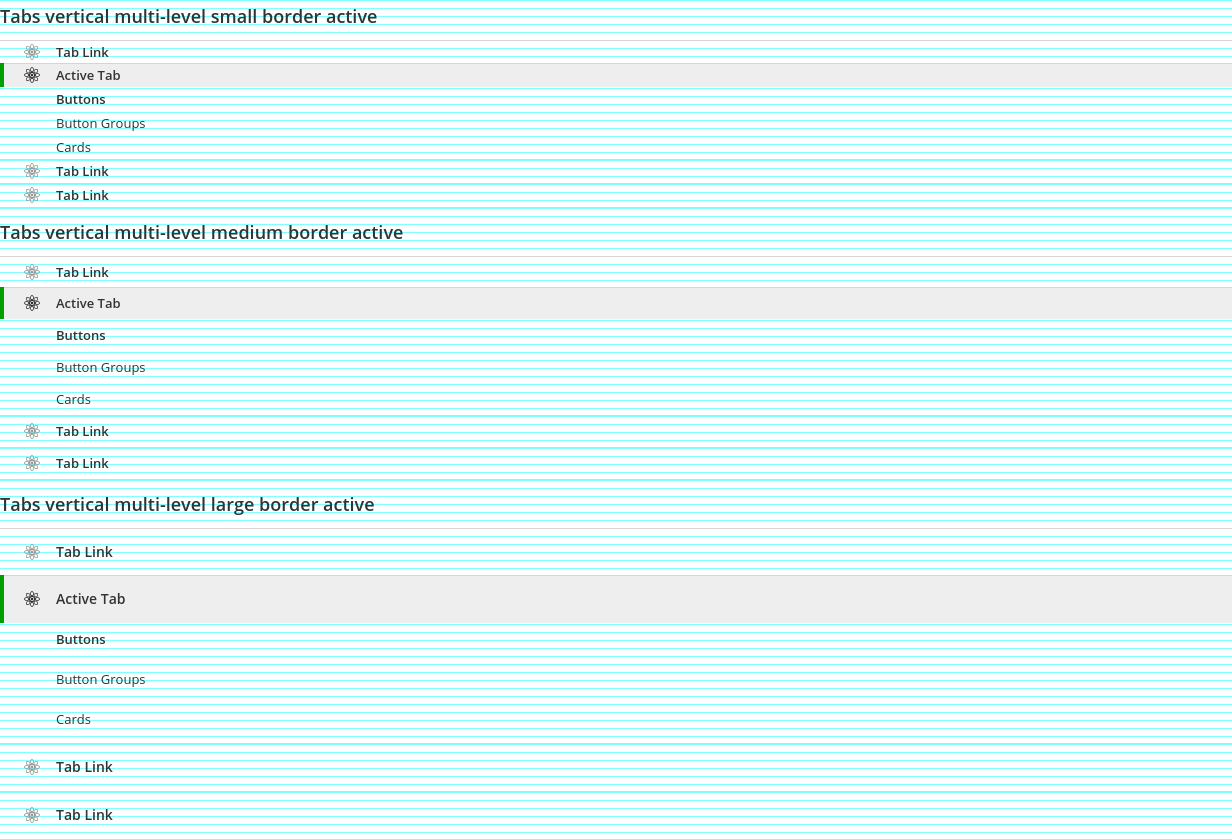 Tabs vertical multi-level small border active
Tab Link
Active Tab
Buttons
Button Groups
Cards
Tab Link
Tab Link
Tabs vertical multi-level medium border active
Tab Link
Active Tab
Buttons
Button Groups
Cards
Tab Link
Tab Link
Tabs vertical multi-level large border active
Tab Link
Active Tab
Buttons
Button Groups
Cards
Tab Link
Tab Link